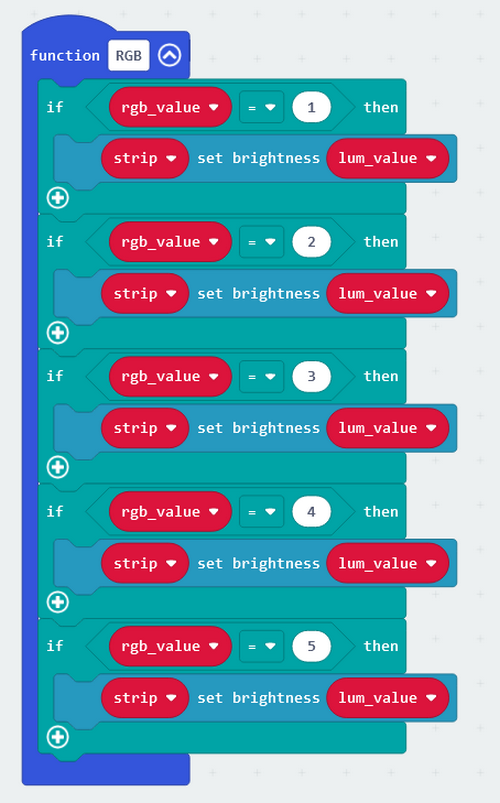 function RGB
if rgb_value = 1 then
strip set brightness lum_value
if rgb_value = 2 then
strip set brightness lum_value
if rgb_value = 3 then
strip set brightness lum_value
if rgb_value = 4 then
strip set brightness lum_value
if rgb_value = 5 then
strip set brightness lum_value